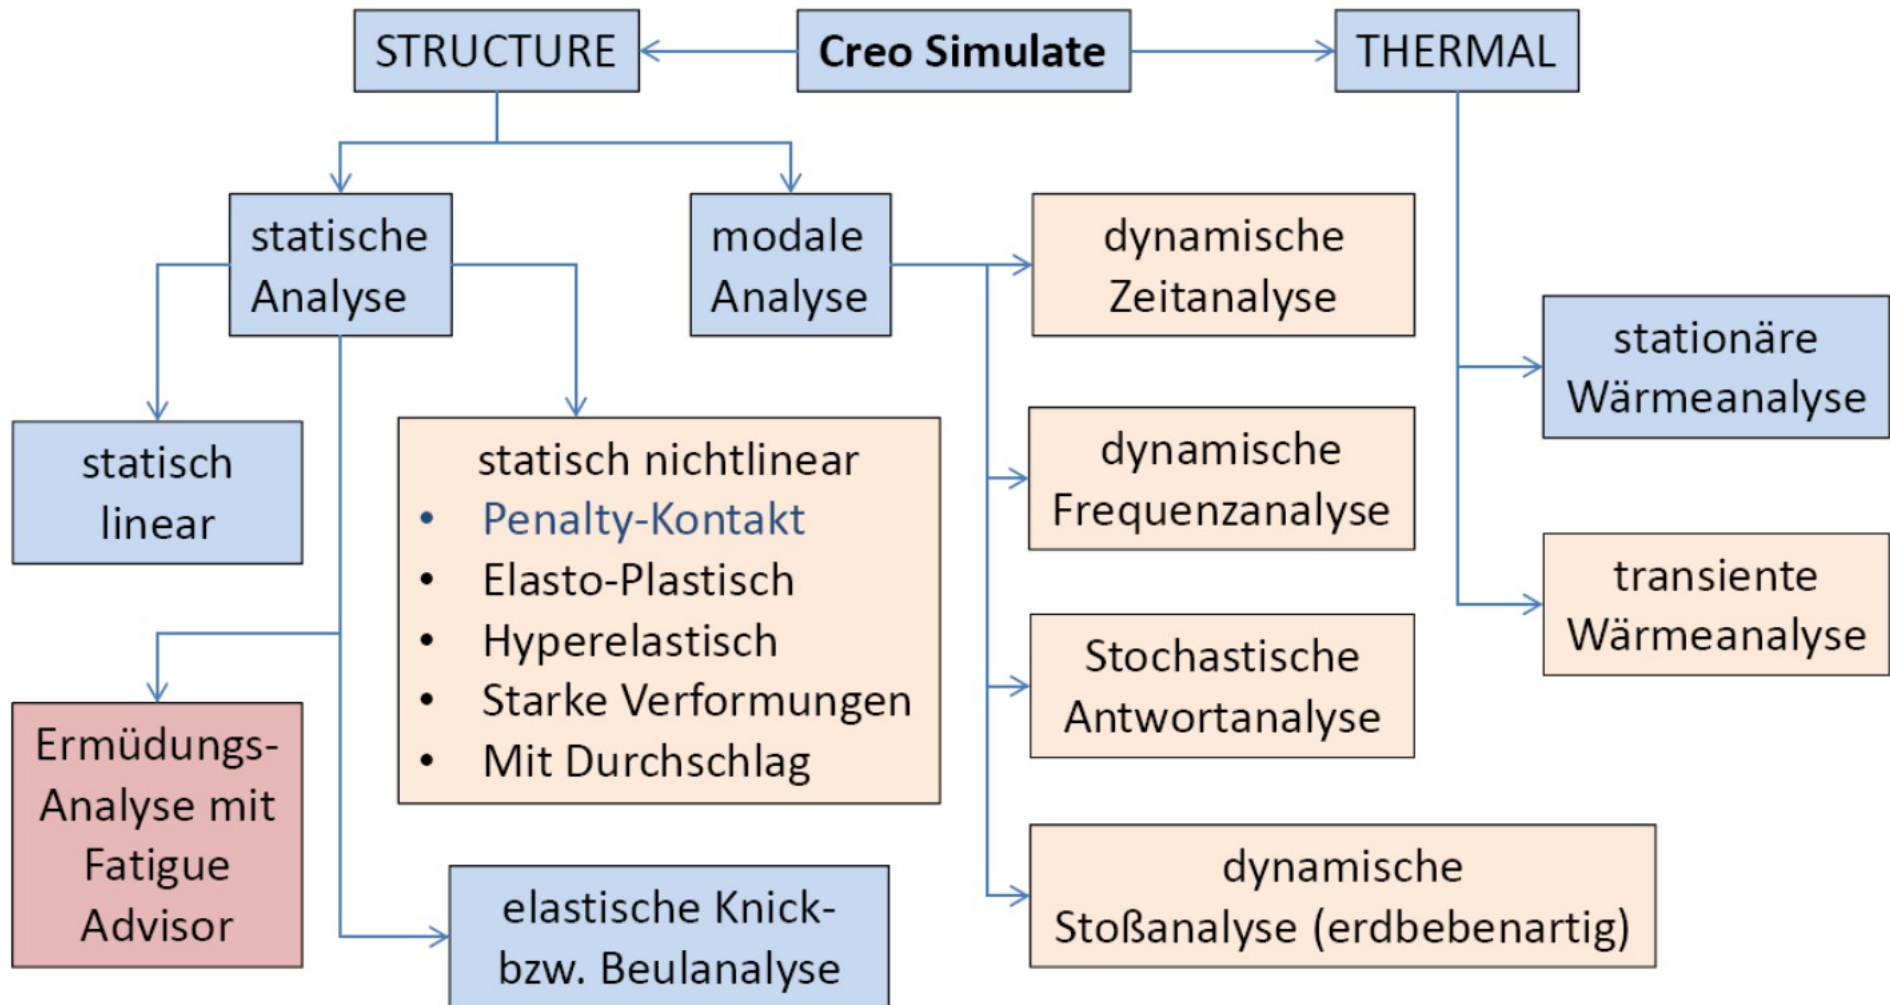 STRUCTURE
Creo Simulate
THERMAL
statische
Analyse
modale
Analyse
dynamische
Zeitanalyse
stationäre
Wärmeanalyse
statisch
linear
statisch nichtlinear
• Penalty-Kontakt
• Elasto-Plastisch
• Hyperelastisch
• Starke Verformungen
• Mit Durchschlag
dynamische
Frequenzanalyse
transiente
Wärmeanalyse
Stochastische
Antwortanalyse
Ermüdungs-
Analyse mit
Fatigue
Advisor
elastische Knick-
bzw. Beulanalyse
dynamische
Stoßanalyse (erdbebenartig)